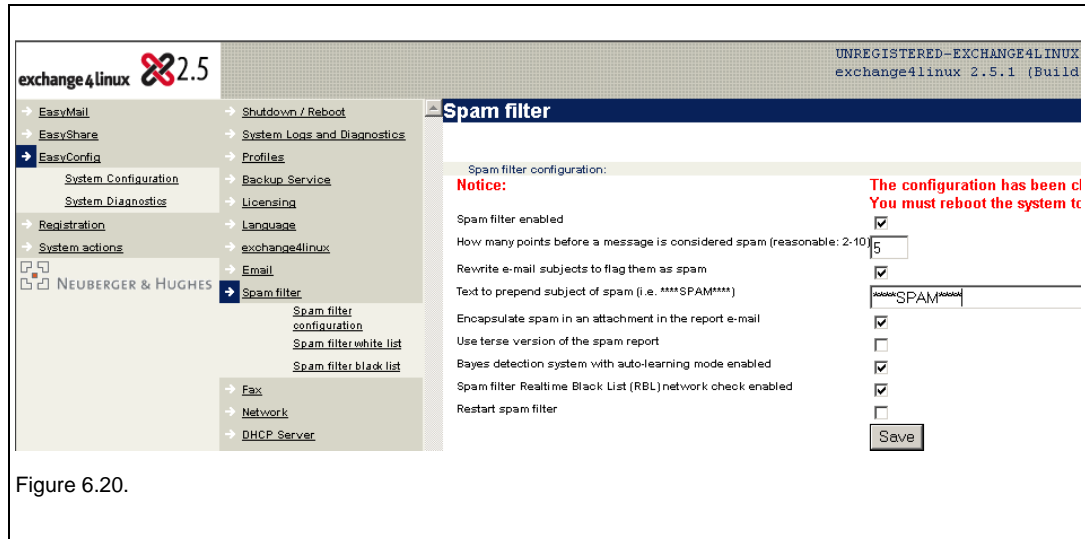 exchange4linux 2.5
UNREGISTERED-EXCHANGE4LINUX
exchange4linux 2.5.1 (Build
EasyMail
EasyShare
EasyConfig
System Configuration
System Diagnostics
Registration
System actions
NEUBERGER & HUGHES
Shutdown / Reboot
System Logs and Diagnostics
Profiles
Backup Service
Licensing
Language
exchange4linux
Email
Spam filter
Spam filter
configuration
Spam filter white list
Spam filter black list
Fax
Network
DHCP Server
Spam filter
Spam filter configuration:
Notice:
The configuration has been cl
You must reboot the system to
Spam filter enabled
How many points before a message is considered spam (reasonable: 2-10)
5
Rewrite e-mail subjects to flag them as spam
Text to prepend subject of spam (i.e. ****SPAM****)
****SPAM****
Encapsulate spam in an attachment in the report e-mail
Use terse version of the spam report
Bayes detection system with auto-learning mode enabled
Spam filter Realtime Black List (RBL) network check enabled
Restart spam filter
Save
Figure 6.20.